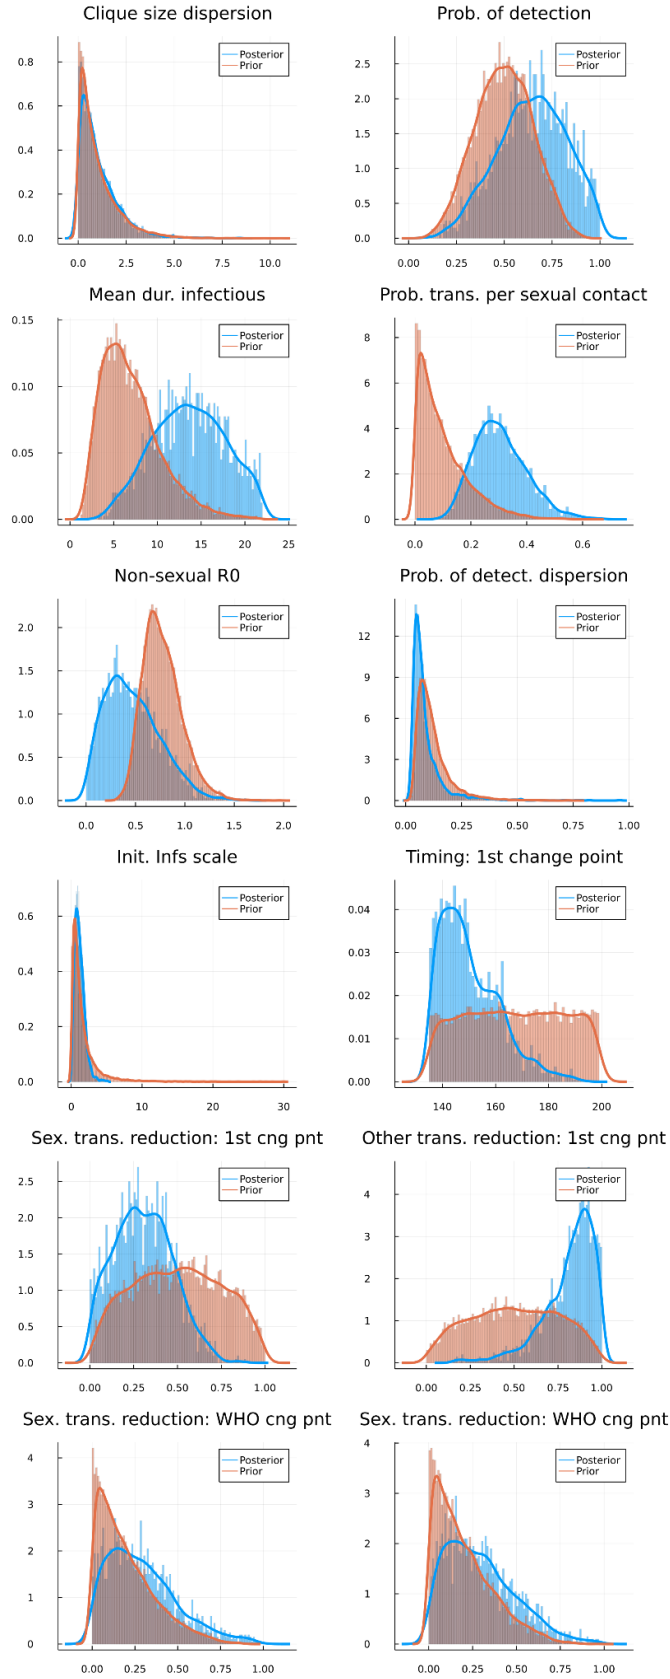 Clique size dispersion
Prob. of detection
Posterior
Prior
0.8
0.6
0.4
0.2
0.0
0.0 2.5 5.0 7.5 10.0
Posterior
Prior
2.5
2.0
1.5
1.0
0.5
0.0
0.00 0.25 0.50 0.75 1.00
Mean dur. infectious
Prob. trans. per sexual contact
Posterior
Prior
0.15
0.10
0.05
0.00
0 5 10 15 20 25
Posterior
Prior
8
6
4
2
0
0.0 0.2 0.4 0.6
Non-sexual R0
Prob. of detect. dispersion
Posterior
Prior
2.0
1.5
1.0
0.5
0.0
0.0 0.5 1.0 1.5 2.0
Posterior
Prior
12
9
6
3
0
0.00 0.25 0.50 0.75 1.00
Init. Infs scale
Timing: 1st change point
Posterior
Prior
0.6
0.4
0.2
0.0
0 10 20 30
Posterior
Prior
0.04
0.03
0.02
0.01
0.00
140 160 180 200
Sex. trans. reduction: 1st cng pnt
Other trans. reduction: 1st cng pnt
Posterior
Prior
2.5
2.0
1.5
1.0
0.5
0.0
0.00 0.25 0.50 0.75 1.00
Posterior
Prior
4
3
2
1
0
0.00 0.25 0.50 0.75 1.00
Sex. trans. reduction: WHO cng pnt
Sex. trans. reduction: WHO cng pnt
Posterior
Prior
4
3
2
1
0
0.00 0.25 0.50 0.75 1.00
Posterior
Prior
4
3
2
1
0
0.00 0.25 0.50 0.75 1.00